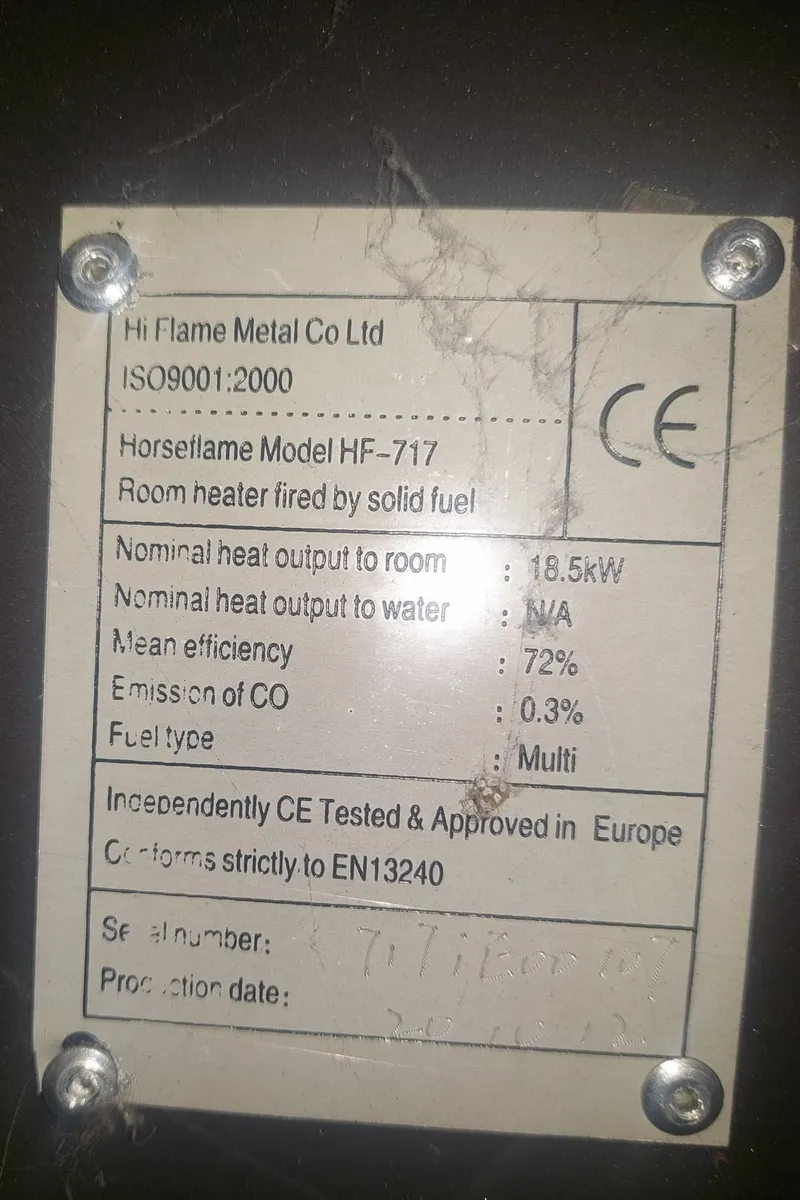 Hi Flame Metal Co Ltd
ISO9001:2000
CE
Horseflame Model HF-717
Room heater fired by solid fuel
Nominal heat output to room : 18.5kW
Nominal heat output to water : N/A
Mean efficiency : 72%
Emission of CO : 0.3%
Fuel type : Multi
Independently CE Tested & Approved in Europe
Conforms strictly to EN13240
Serial number:
Production date: